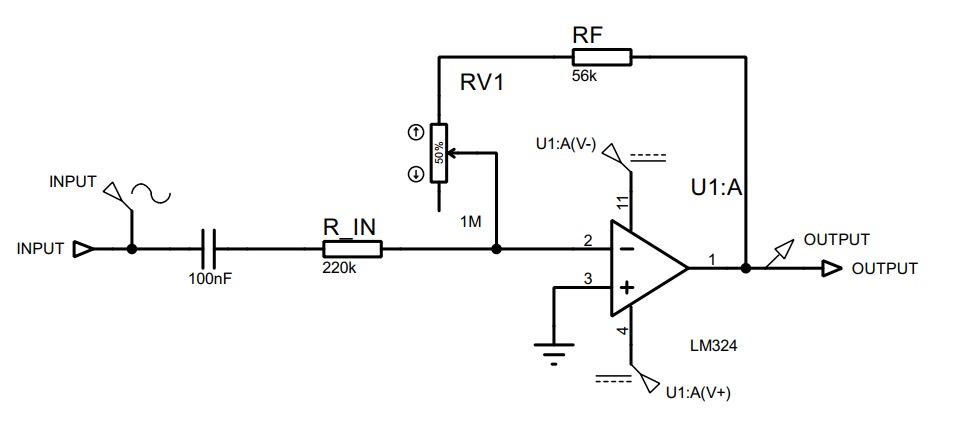 RF
56k
RV1
50%
U1:A(V-)
INPUT
11
U1:A
1M
R_IN
2
OUTPUT
INPUT
1
OUTPUT
220k
100nF
3
4
LM324
U1:A(V+)